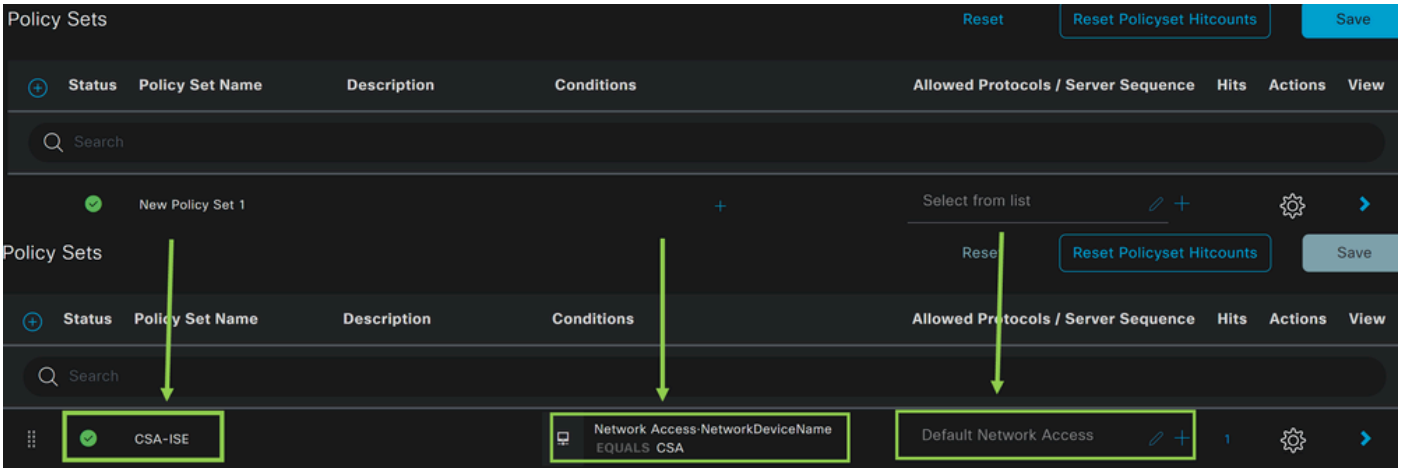 Policy Sets Reset Reset Policyset Hitcounts Save
Status Policy Set Name Description Conditions Allowed Protocols / Server Sequence Hits Actions View
Search
New Policy Set 1 Select from list
Policy Sets Reset Reset Policyset Hitcounts Save
Status Policy Set Name Description Conditions Allowed Protocols / Server Sequence Hits Actions View
Search
CSA-ISE Network Access·NetworkDeviceName Default Network Access 1
EQUALS CSA